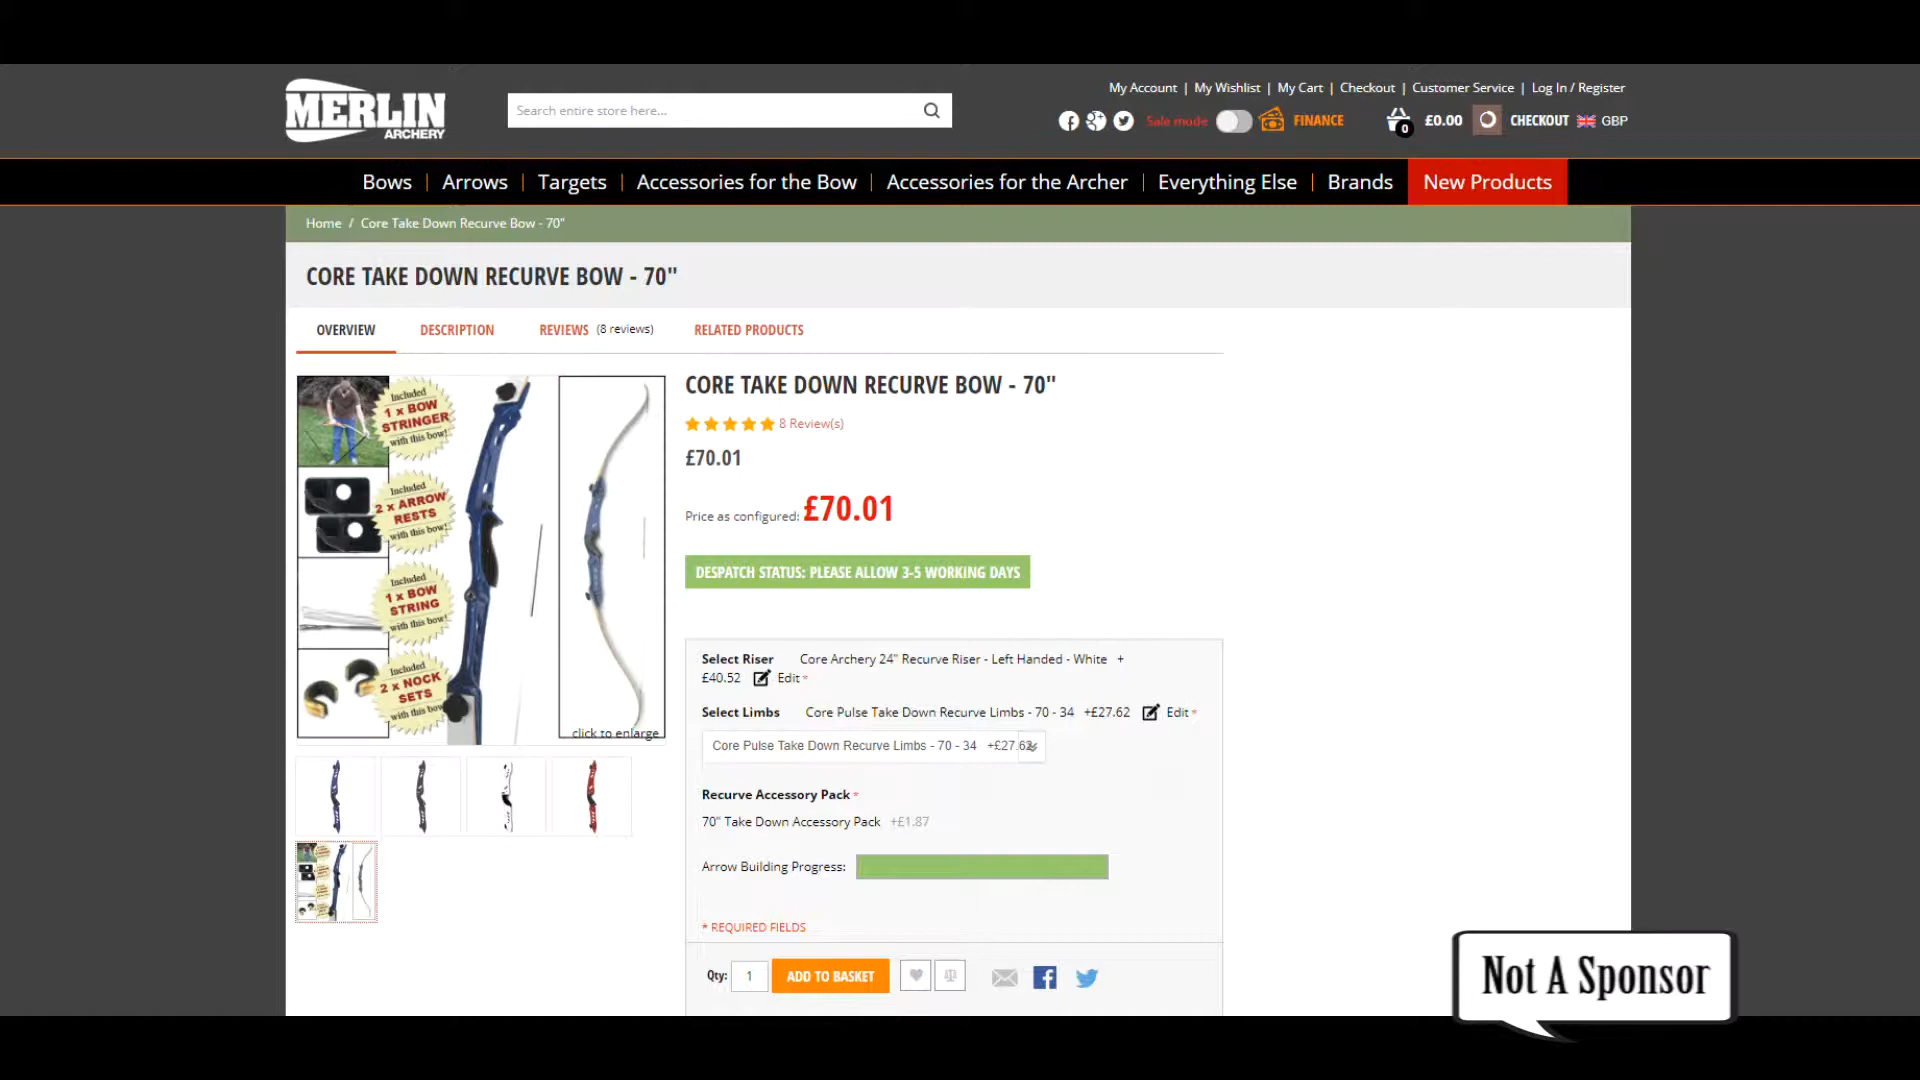 MERLIN
ARCHERY
Search entire store here...
My Account | My Wishlist | My Cart | Checkout | Customer Service | Log In / Register
Sale mode
FINANCE
0
£0.00
CHECKOUT
GBP
Bows | Arrows | Targets | Accessories for the Bow | Accessories for the Archer | Everything Else | Brands
New Products
Home / Core Take Down Recurve Bow - 70"
CORE TAKE DOWN RECURVE BOW - 70"
OVERVIEW
DESCRIPTION
REVIEWS (8 reviews)
RELATED PRODUCTS
Included
1 x BOW
STRINGER
with this bow!
Included
2 x ARROW
RESTS
with this bow!
Included
1 x BOW
STRING
with this bow!
Included
2 x NOCK
SETS
with this bow
click to enlarge
CORE TAKE DOWN RECURVE BOW - 70"
8 Review(s)
£70.01
Price as configured: £70.01
DESPATCH STATUS: PLEASE ALLOW 3-5 WORKING DAYS
Select Riser Core Archery 24" Recurve Riser - Left Handed - White +
£40.52 Edit *
Select Limbs Core Pulse Take Down Recurve Limbs - 70 - 34 +£27.62 Edit *
Core Pulse Take Down Recurve Limbs - 70 - 34 +£27.62
Recurve Accessory Pack *
70" Take Down Accessory Pack +£1.87
Arrow Building Progress:
* REQUIRED FIELDS
Qty: 1 ADD TO BASKET
Not A Sponsor